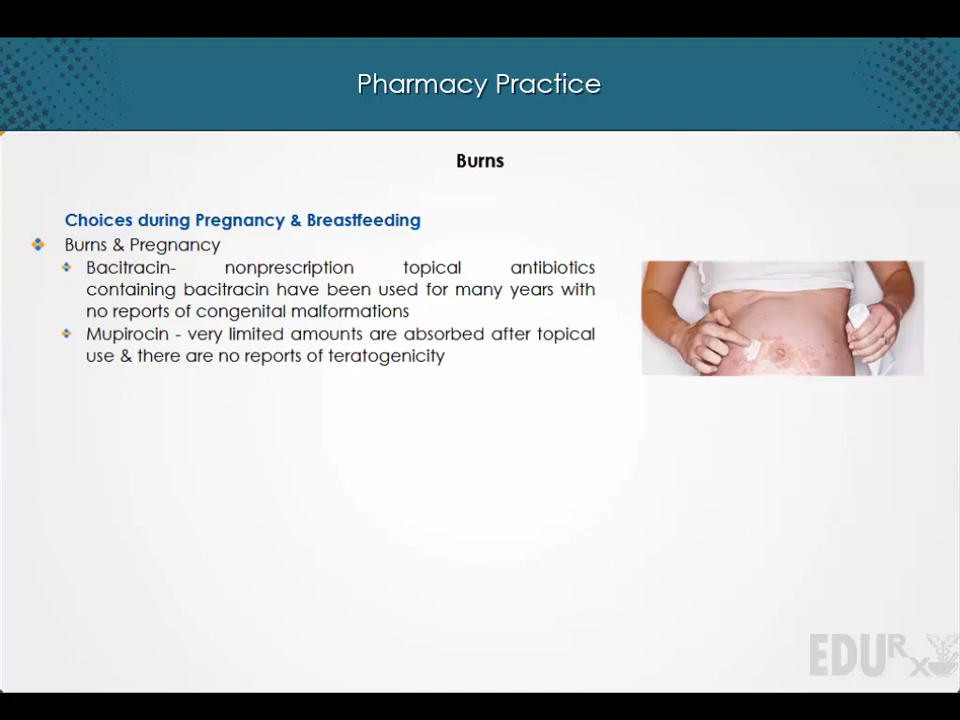 Pharmacy Practice
Burns
Choices during Pregnancy & Breastfeeding
Burns & Pregnancy
Bacitracin- nonprescription topical antibiotics
containing bacitracin have been used for many years with
no reports of congenital malformations
Mupirocin - very limited amounts are absorbed after topical
use & there are no reports of teratogenicity
EDURx